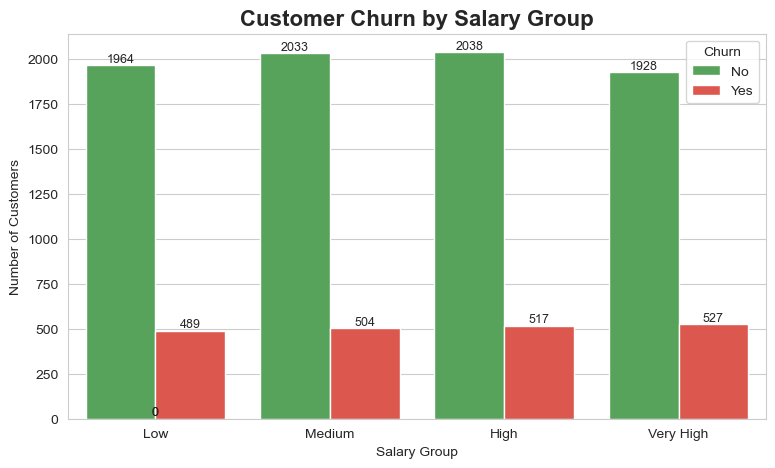 Customer Churn by Salary Group
Number of Customers
2000
1750
1500
1250
1000
750
500
250
0
1964
489
0
2033
504
2038
517
1928
527
Churn
No
Yes
Low
Medium
High
Very High
Salary Group